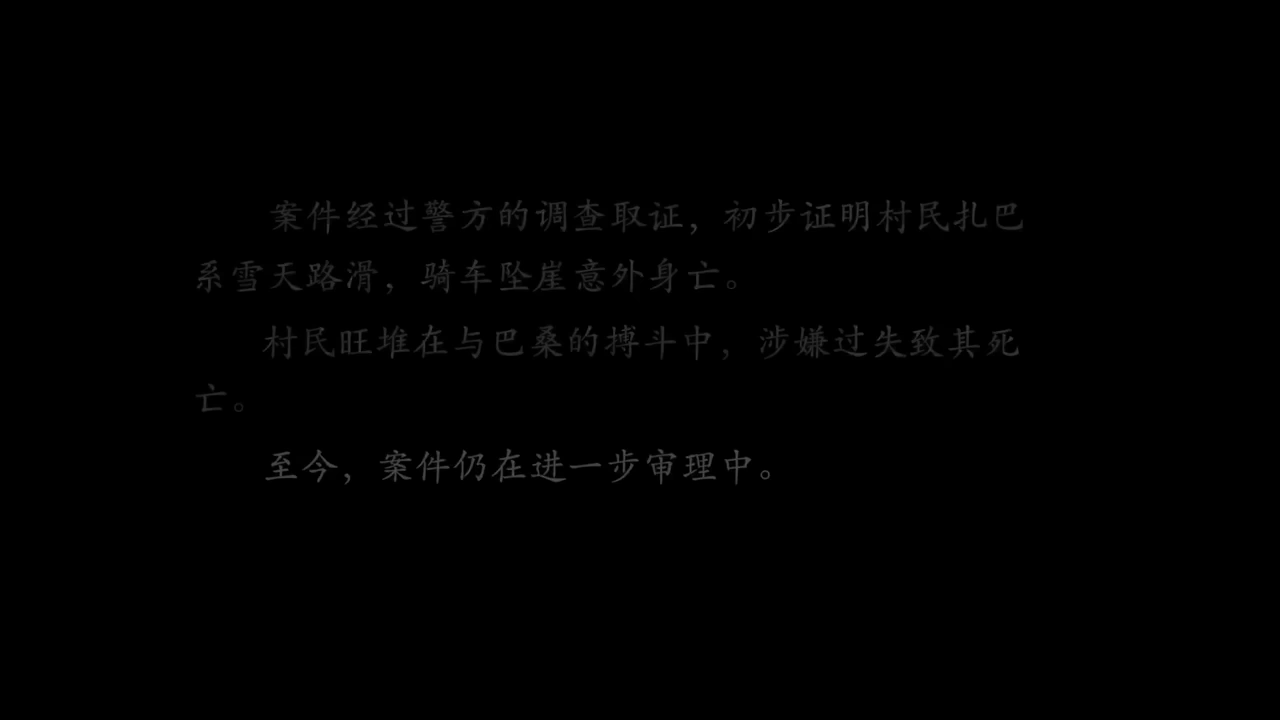 案件经过警方的调查取证，初步证明村民扎巴
系雪天路滑，骑车坠崖意外身亡。
村民旺堆在与巴桑的搏斗中，涉嫌过失致其死
亡。
至今，案件仍在进一步审理中。